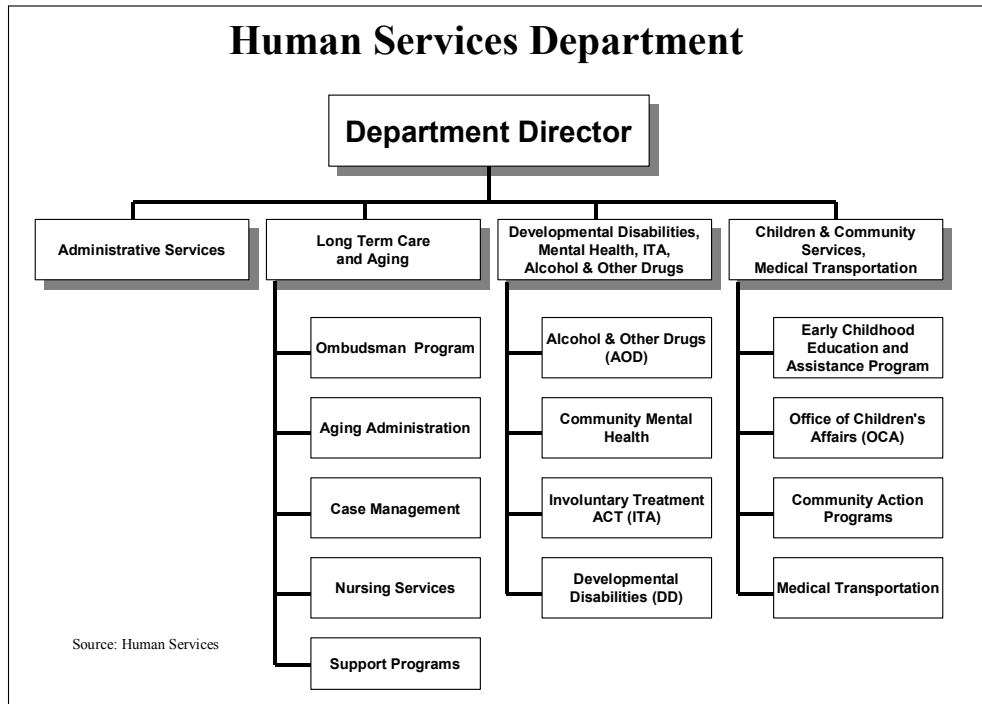 Human Services Department
Department Director
Administrative Services
Long Term Care
and Aging
Developmental Disabilities,
Mental Health, ITA,
Alcohol & Other Drugs
Children & Community
Services,
Medical Transportation
Ombudsman Program
Aging Administration
Case Management
Nursing Services
Support Programs
Alcohol & Other Drugs
(AOD)
Community Mental
Health
Involuntary Treatment
ACT (ITA)
Developmental
Disabilities (DD)
Early Childhood
Education and
Assistance Program
Office of Children's
Affairs (OCA)
Community Action
Programs
Medical Transportation
Source: Human Services